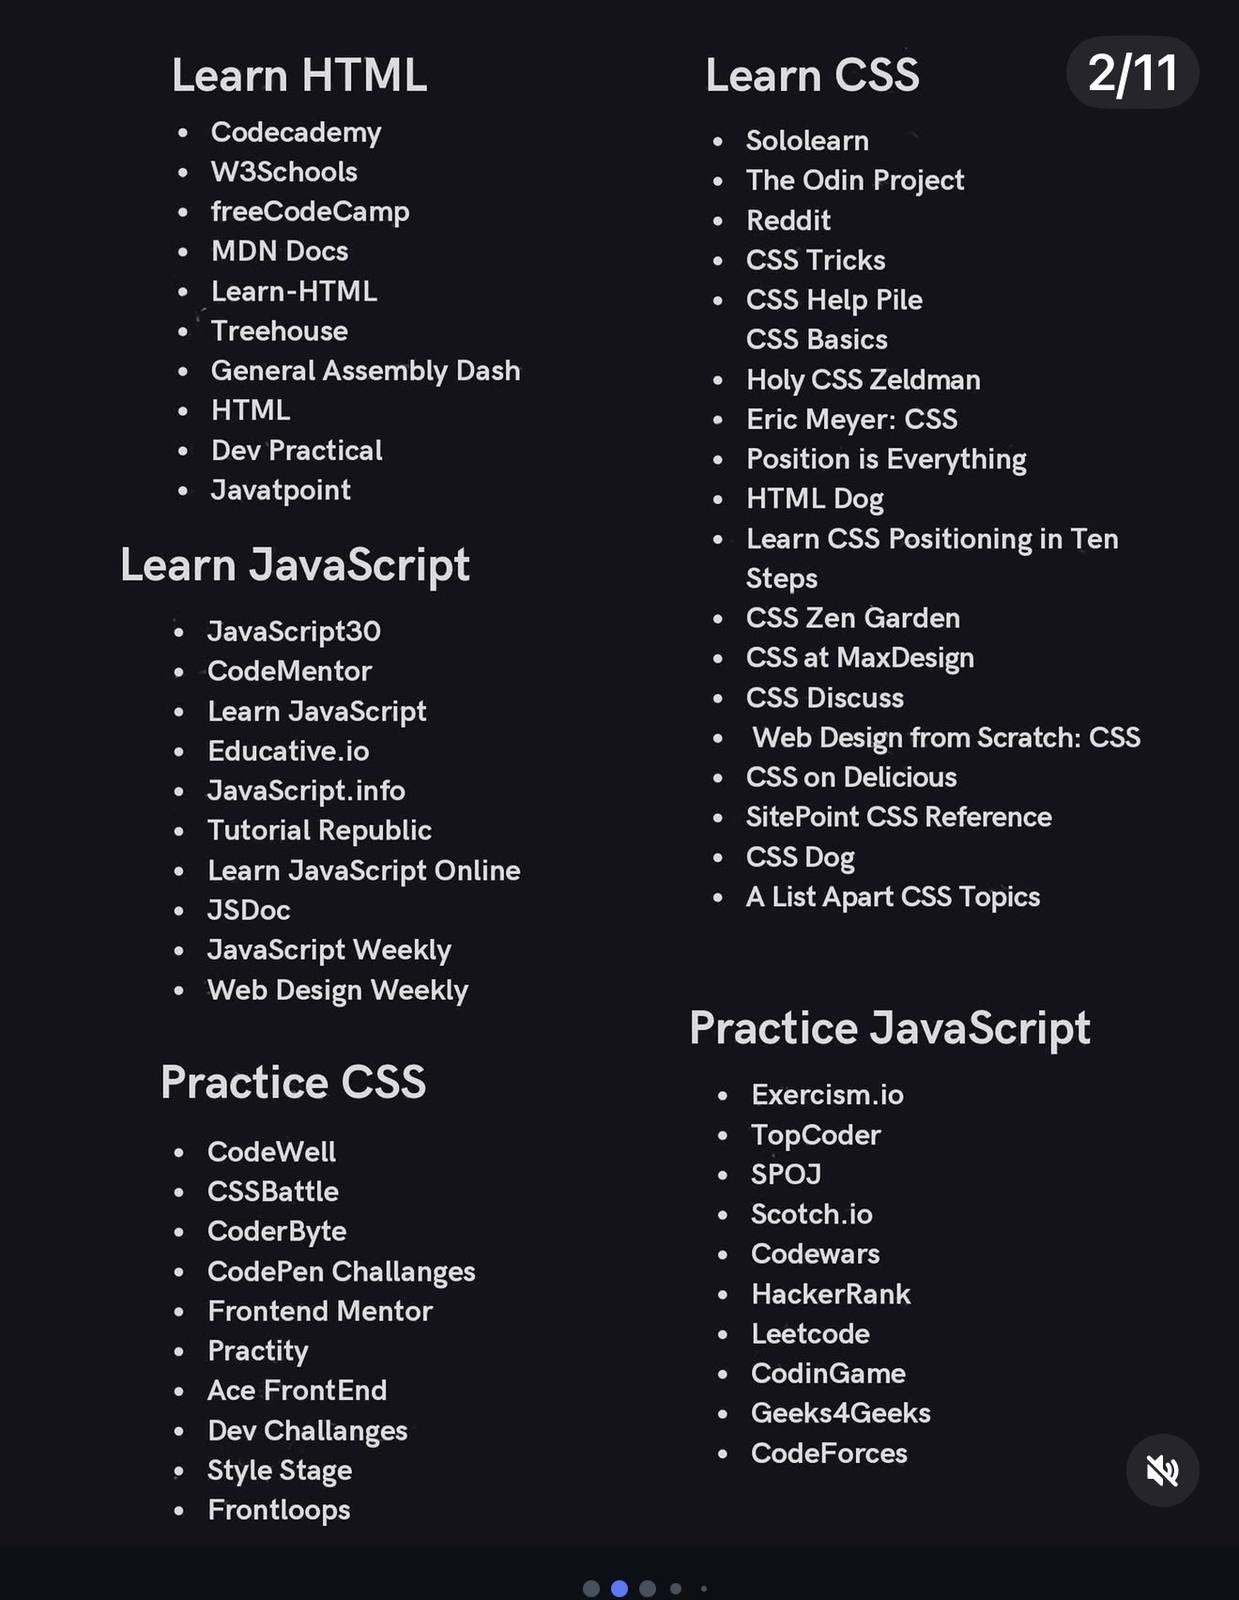 Learn HTML
• Codecademy
• W3Schools
• freeCodeCamp
• MDN Docs
• Learn-HTML
• Treehouse
• General Assembly Dash
• HTML
• Dev Practical
• Javatpoint
Learn JavaScript
• JavaScript30
• CodeMentor
• Learn JavaScript
• Educative.io
• JavaScript.info
• Tutorial Republic
• Learn JavaScript Online
• JSDoc
• JavaScript Weekly
• Web Design Weekly
Practice CSS
• CodeWell
• CSSBattle
• CoderByte
• CodePen Challanges
• Frontend Mentor
• Practity
• Ace FrontEnd
• Dev Challanges
• Style Stage
• Frontloops
Learn CSS
2/11
• Sololearn
• The Odin Project
• Reddit
• CSS Tricks
• CSS Help Pile
CSS Basics
• Holy CSS Zeldman
• Eric Meyer: CSS
• Position is Everything
• HTML Dog
• Learn CSS Positioning in Ten
Steps
• CSS Zen Garden
• CSS at MaxDesign
• CSS Discuss
• Web Design from Scratch: CSS
• CSS on Delicious
• SitePoint CSS Reference
• CSS Dog
• A List Apart CSS Topics
Practice JavaScript
• Exercism.io
• TopCoder
• SPOJ
• Scotch.io
• Codewars
• HackerRank
• Leetcode
• CodinGame
• Geeks4Geeks
• CodeForces